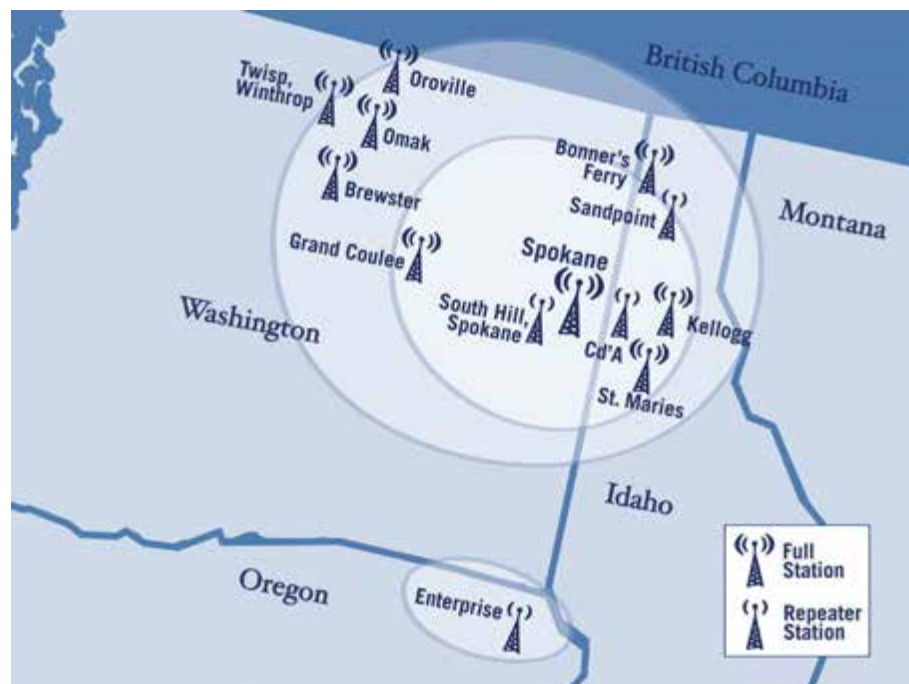 British Columbia
Twisp,
Winthrop
Oroville
Omak
Bonner's
Ferry
Brewster
Sandpoint
Montana
Grand Coulee
Spokane
Washington
South Hill,
Spokane
Cd'A
Kellogg
St. Maries
Idaho
Oregon
Enterprise
Full
Station
Repeater
Station